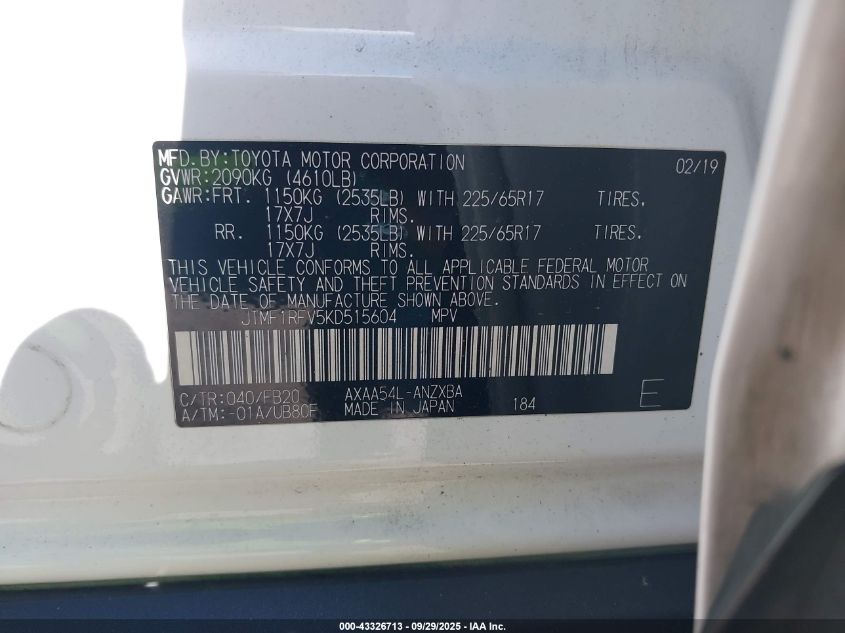 MFD.BY:TOYOTA MOTOR CORPORATION 02/19
GVWR:2090KG (4610LB)
GAWR:FRT. 1150KG (2535LB) WITH 225/65R17 TIRES.
17X7J RIMS.
RR. 1150KG (2535LB) WITH 225/65R17 TIRES.
17X7J RIMS.
THIS VEHICLE CONFORMS TO ALL APPLICABLE FEDERAL MOTOR
VEHICLE SAFETY AND THEFT PREVENTION STANDARDS IN EFFECT ON
THE DATE OF MANUFACTURE SHOWN ABOVE.
JTMF1RFV5KD515604 MPV
C/TR:040/FB20 AXAA54L-ANZXBA
A/TM:-01A/UB80F MADE IN JAPAN 184 E
000-43326713 - 09/29/2025 - IAA Inc.